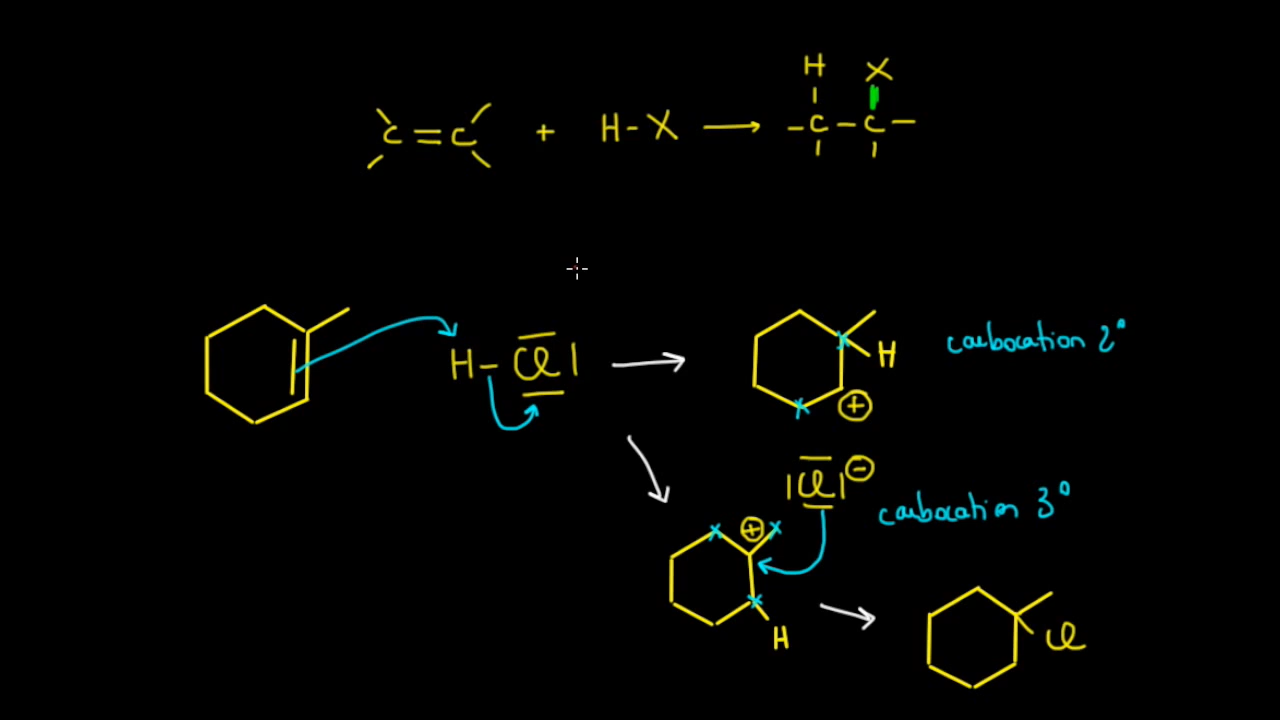 H X
C = C + H - X → - C - C -
H - Cl
H
carbocation 2°
+
Cl -
carbocation 3°
+
H
Cl